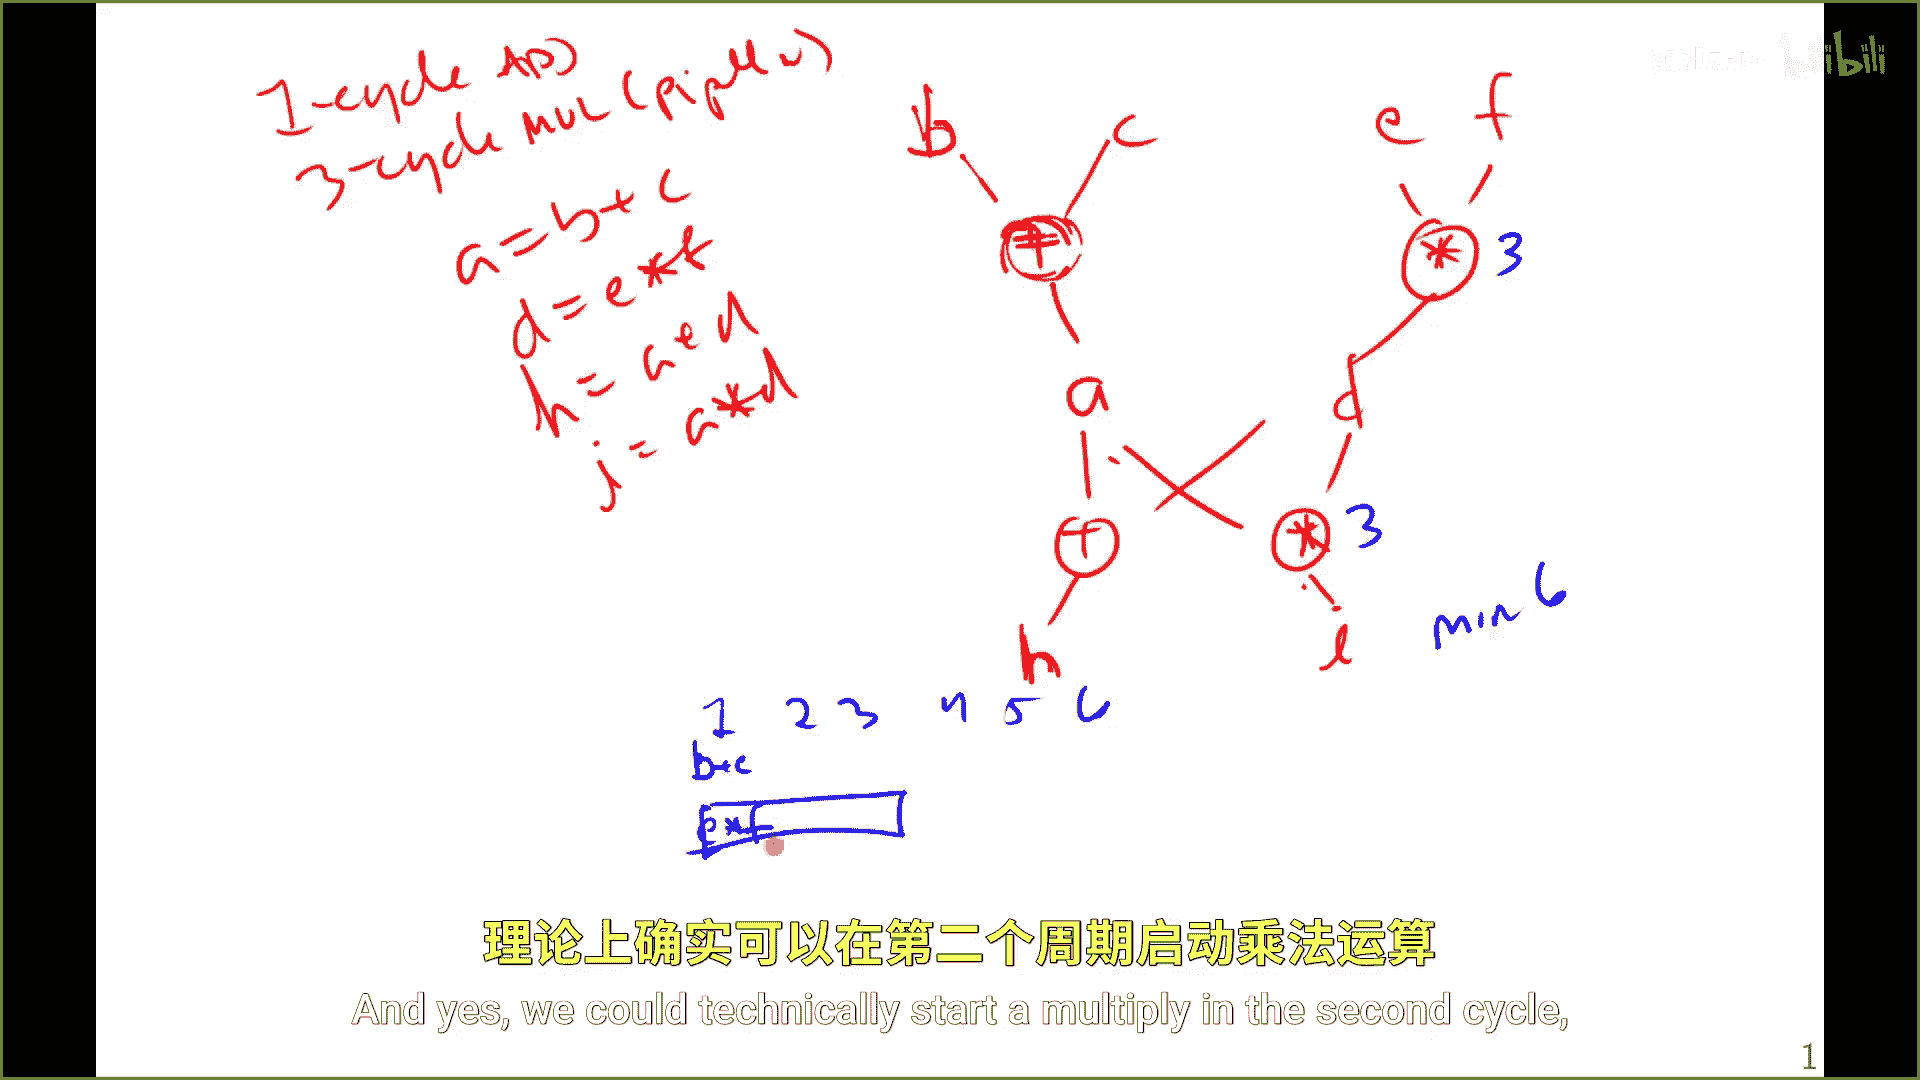 1-cycle ADD
3-cycle MUL (
a = b + c
d = e * f
h = a + d
i = a * d
b c e f
+ * 3
a d
+ * 3
h l min 6
1 2 3 4 5 6
b+c
e*f
理论上确实可以在第二个周期启动乘法运算
And yes, we could technically start a multiply in the second cycle,
bilibili
1